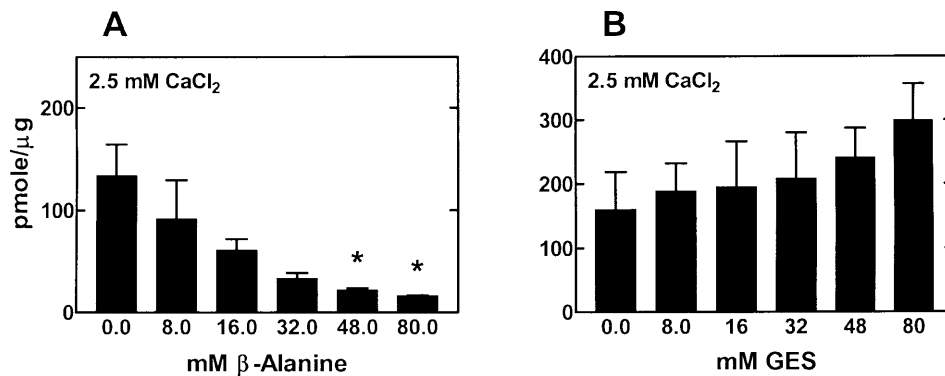 A
2.5 mM CaCl₂
pmole/μg
200
100
0
*
*
0.0 8.0 16.0 32.0 48.0 80.0
mM β-Alanine
B
2.5 mM CaCl₂
400
300
200
100
0
0.0 8.0 16 32 48 80
mM GES